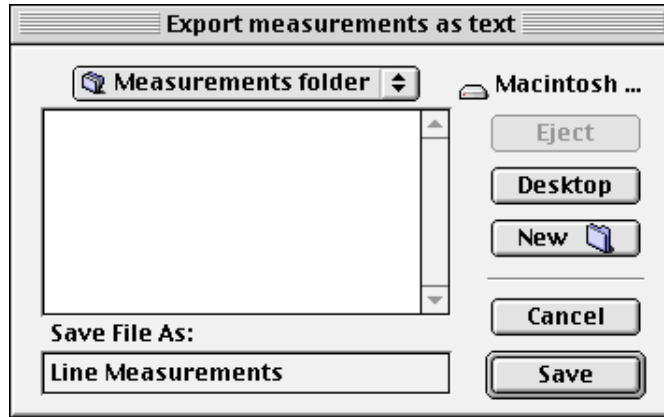 Export measurements as text
Measurements folder
Macintosh ...
Eject
Desktop
New
Save File As:
Line Measurements
Cancel
Save